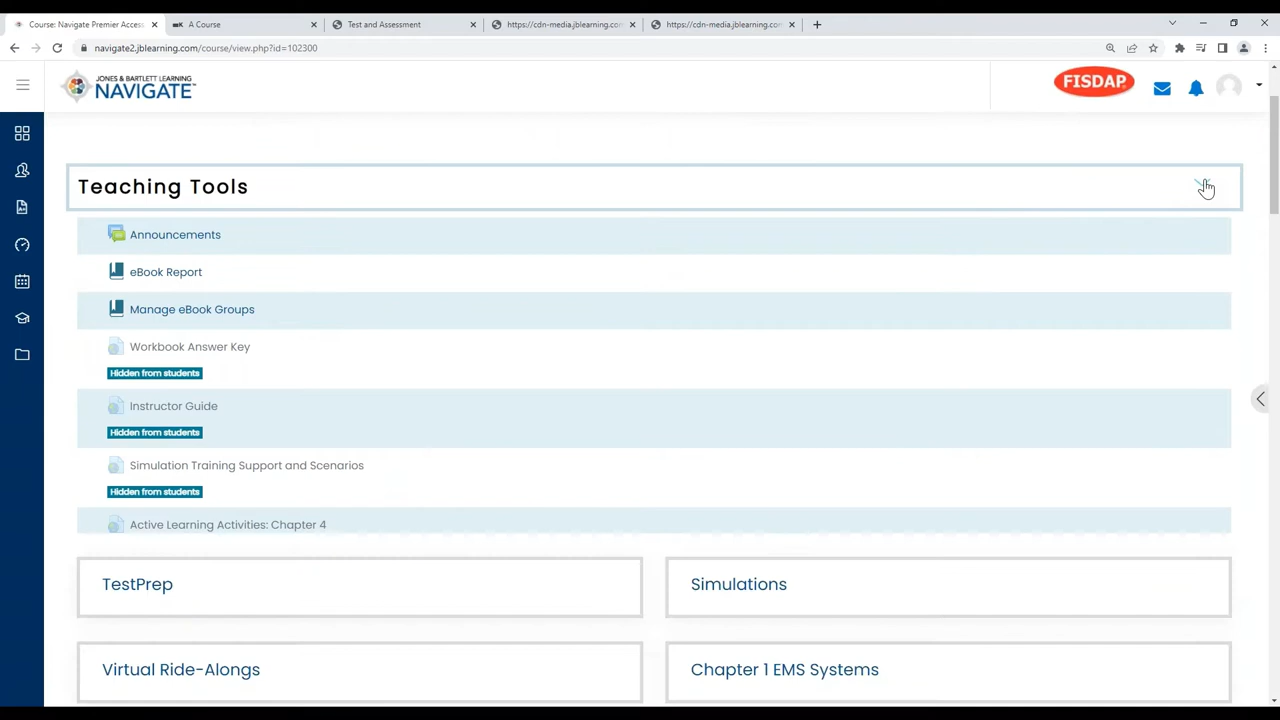 Course: Navigate Premier Access
A Course
Test and Assessment
https://cdn-media.jblearning.com
https://cdn-media.jblearning.com
navigate2.jblearning.com/course/view.php?id=102300
JONES & BARTLETT LEARNING
NAVIGATE
FISDAP
Teaching Tools
Announcements
eBook Report
Manage eBook Groups
Workbook Answer Key
Hidden from students
Instructor Guide
Hidden from students
Simulation Training Support and Scenarios
Hidden from students
Active Learning Activities: Chapter 4
TestPrep
Simulations
Virtual Ride-Alongs
Chapter 1 EMS Systems